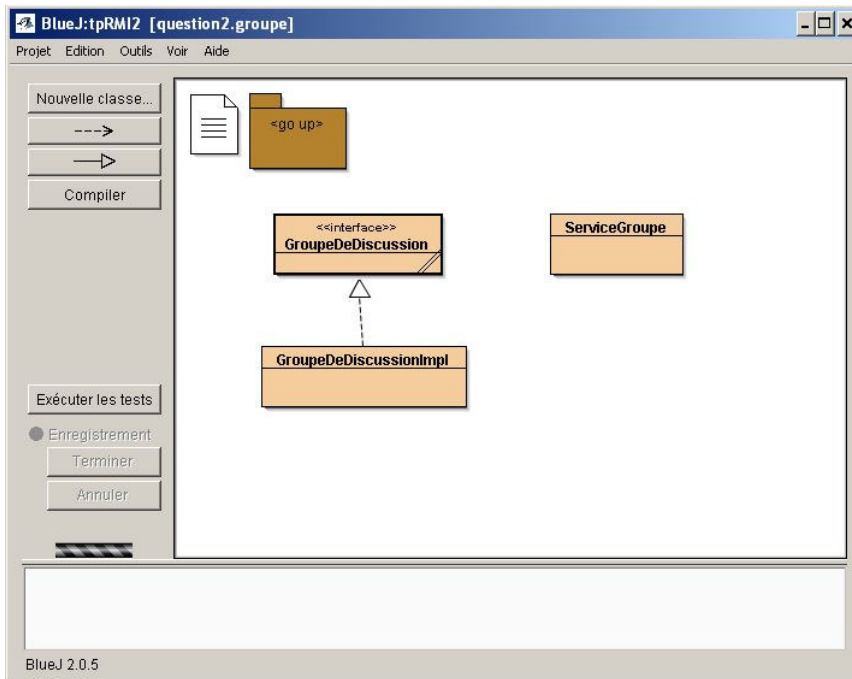 BlueJ:tpRMI2 [question2.groupe]
Projet Edition Outils Voir Aide
Nouvelle classe...
Compiler
Exécuter les tests
Enregistrement
Terminer
Annuler
<go up>
<<interface>>
GroupeDeDiscussion
ServiceGroupe
GroupeDeDiscussionImpl
BlueJ 2.0.5